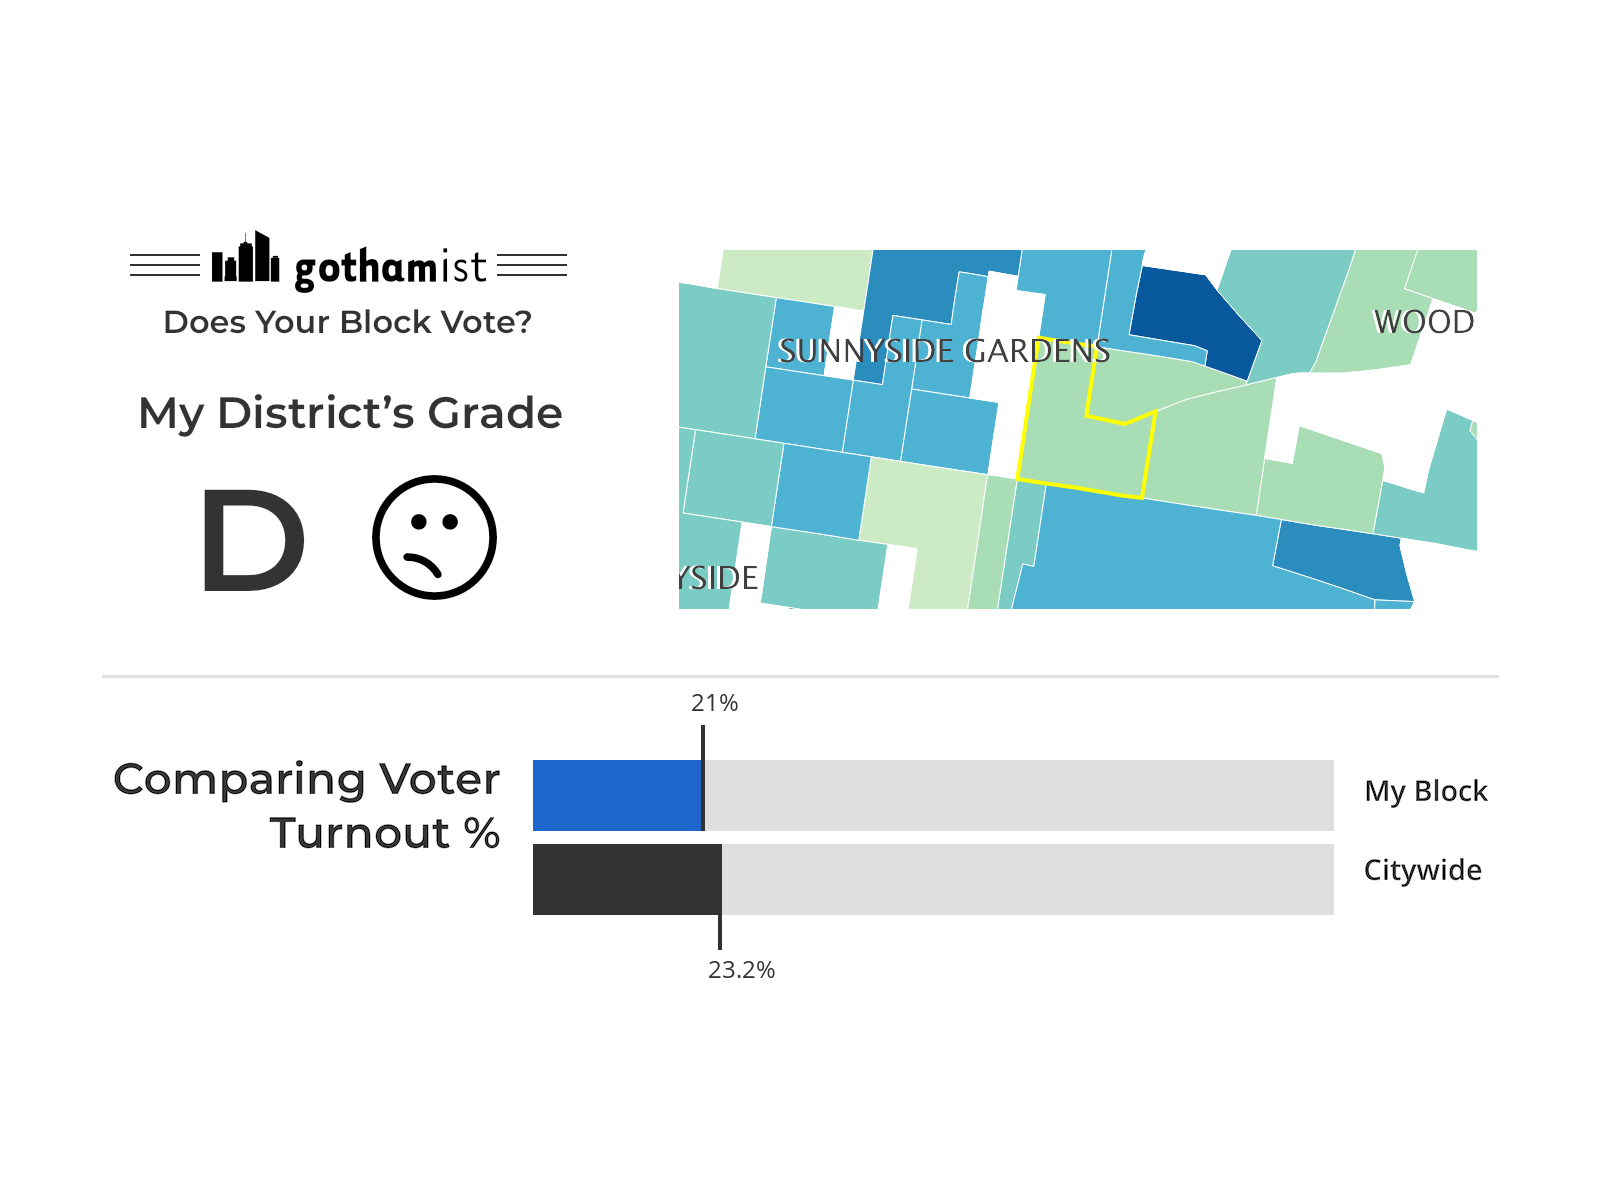 gothamist
Does Your Block Vote?
My District’s Grade
D
SUNNYSIDE GARDENS
WOOD
YSIDE
21%
Comparing Voter
Turnout %
My Block
Citywide
23.2%